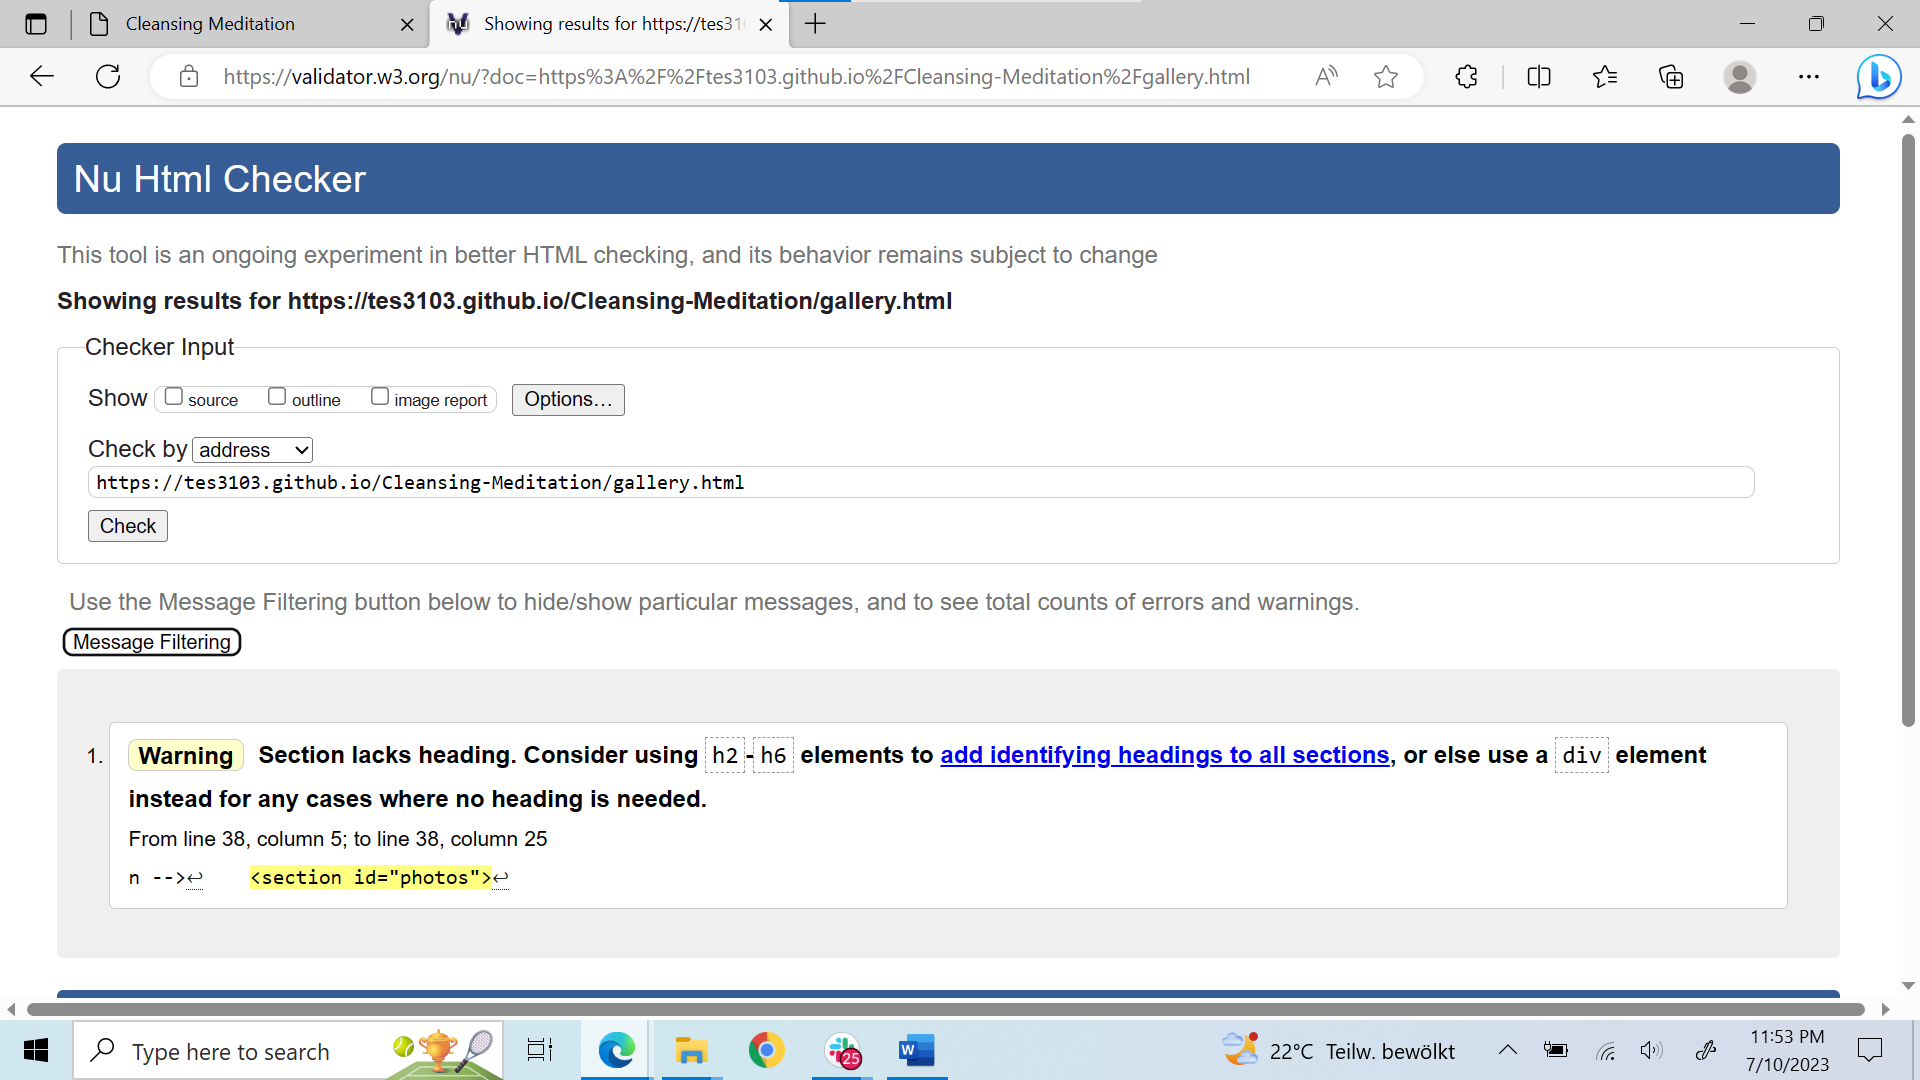 Cleansing Meditation
nu Showing results for https://tes31
https://validator.w3.org/nu/?doc=https%3A%2F%2Ftes3103.github.io%2FCleansing-Meditation%2Fgallery.html
Nu Html Checker
This tool is an ongoing experiment in better HTML checking, and its behavior remains subject to change
Showing results for https://tes3103.github.io/Cleansing-Meditation/gallery.html
Checker Input
Show source outline image report Options...
Check by address
https://tes3103.github.io/Cleansing-Meditation/gallery.html
Check
Use the Message Filtering button below to hide/show particular messages, and to see total counts of errors and warnings.
Message Filtering
1. Warning Section lacks heading. Consider using h2-h6 elements to add identifying headings to all sections, or else use a div element
instead for any cases where no heading is needed.
From line 38, column 5; to line 38, column 25
n -->↩ <section id="photos">↩
Type here to search
25
W
22°C Teilw. bewölkt
11:53 PM
7/10/2023